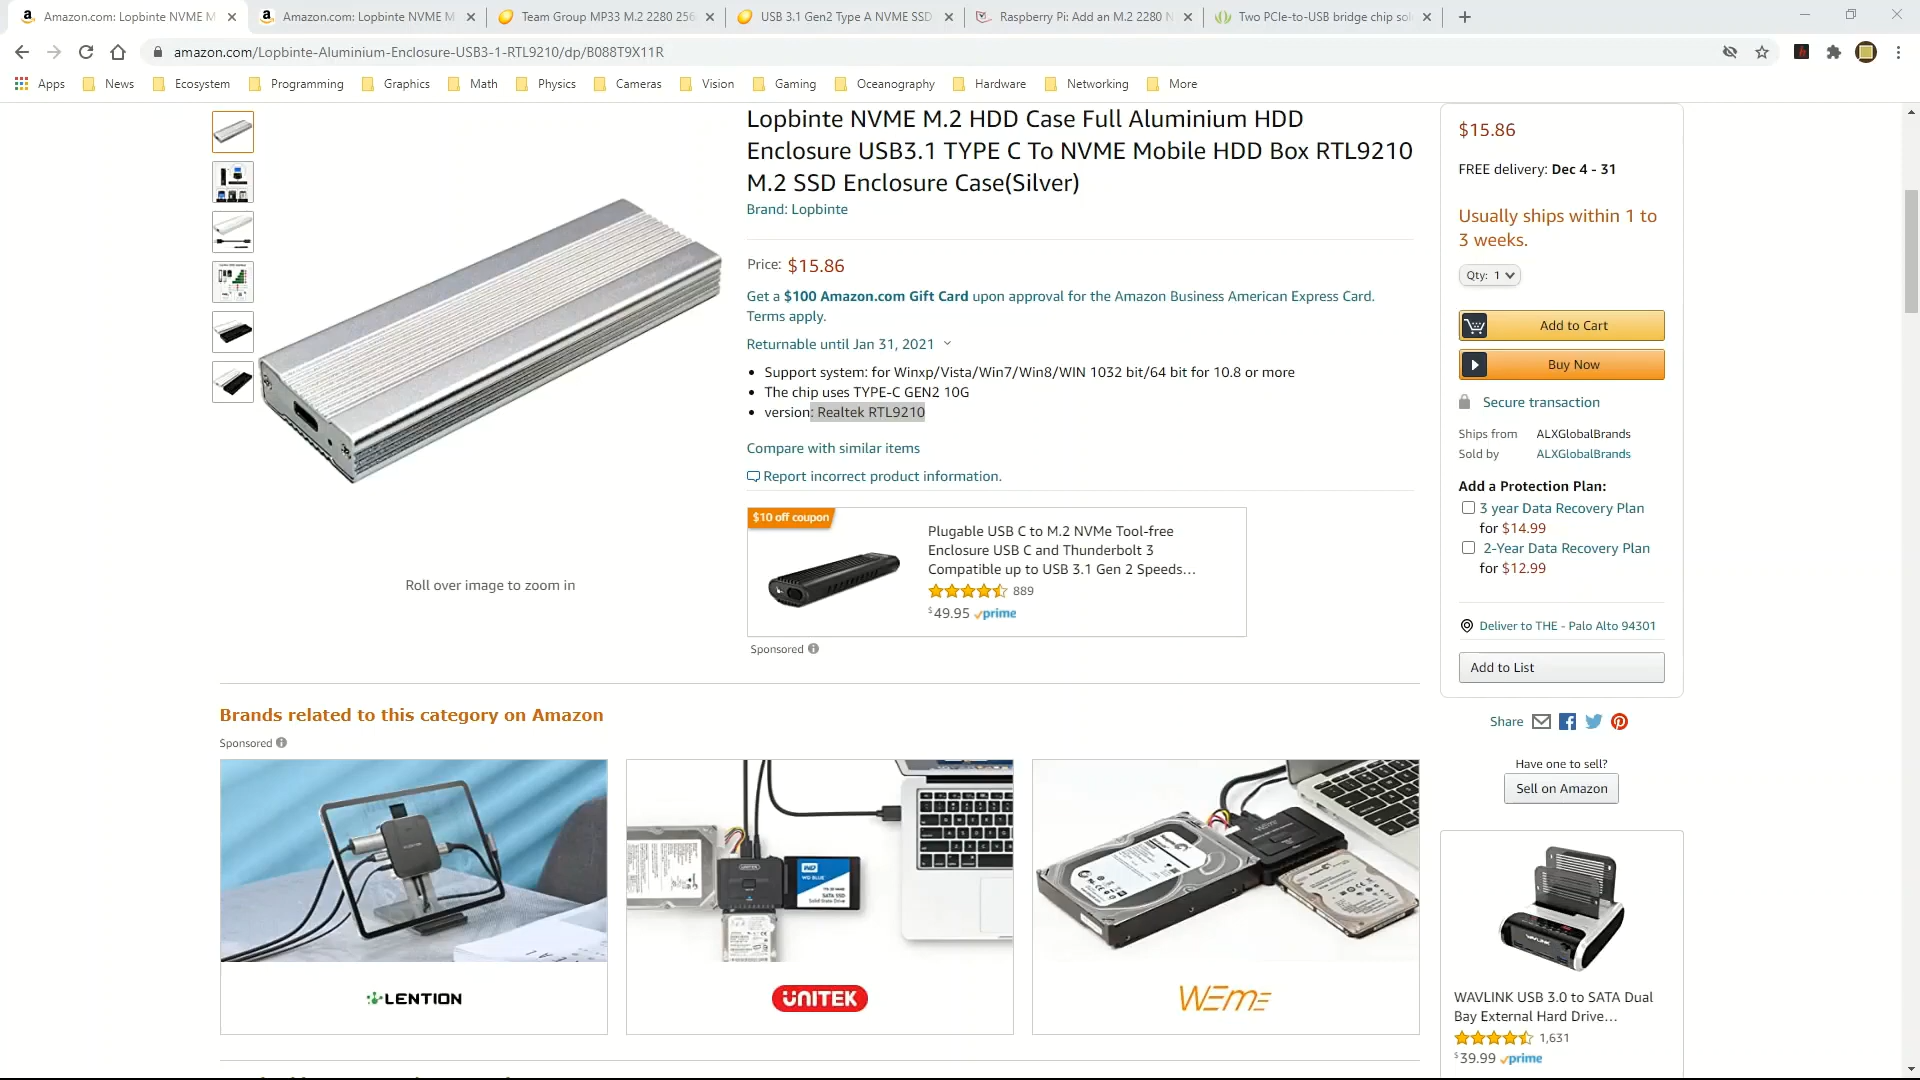 Amazon.com: Lopbinte NVME M
Amazon.com: Lopbinte NVME M
Team Group MP33 M.2 2280 256
USB 3.1 Gen2 Type A NVME SSD
Raspberry Pi: Add an M.2 2280 N
Two PCIe-to-USB bridge chip sol
amazon.com/Lopbinte-Aluminium-Enclosure-USB3-1-RTL9210/dp/B088T9X11R
Apps News Ecosystem Programming Graphics Math Physics Cameras Vision Gaming Oceanography Hardware Networking More
Lopbinte NVME M.2 HDD Case Full Aluminium HDD
Enclosure USB3.1 TYPE C To NVME Mobile HDD Box RTL9210
M.2 SSD Enclosure Case(Silver)
Brand: Lopbinte
Price: $15.86
Get a $100 Amazon.com Gift Card upon approval for the Amazon Business American Express Card.
Terms apply.
Returnable until Jan 31, 2021
Support system: for Winxp/Vista/Win7/Win8/WIN 1032 bit/64 bit for 10.8 or more
The chip uses TYPE-C GEN2 10G
version: Realtek RTL9210
Compare with similar items
Report incorrect product information.
$10 off coupon
Plugable USB C to M.2 NVMe Tool-free
Enclosure USB C and Thunderbolt 3
Compatible up to USB 3.1 Gen 2 Speeds...
889
$49.95 prime
Sponsored
Roll over image to zoom in
$15.86
FREE delivery: Dec 4 - 31
Usually ships within 1 to
3 weeks.
Qty: 1
Add to Cart
Buy Now
Secure transaction
Ships from ALXGlobalBrands
Sold by ALXGlobalBrands
Add a Protection Plan:
3 year Data Recovery Plan
for $14.99
2-Year Data Recovery Plan
for $12.99
Deliver to THE - Palo Alto 94301
Add to List
Share
Have one to sell?
Sell on Amazon
Brands related to this category on Amazon
Sponsored
LENTION
UNITEK
WD BLUE
UNITEK
WEme
WEme
WAVLINK
WAVLINK USB 3.0 to SATA Dual
Bay External Hard Drive...
1,631
$39.99 prime